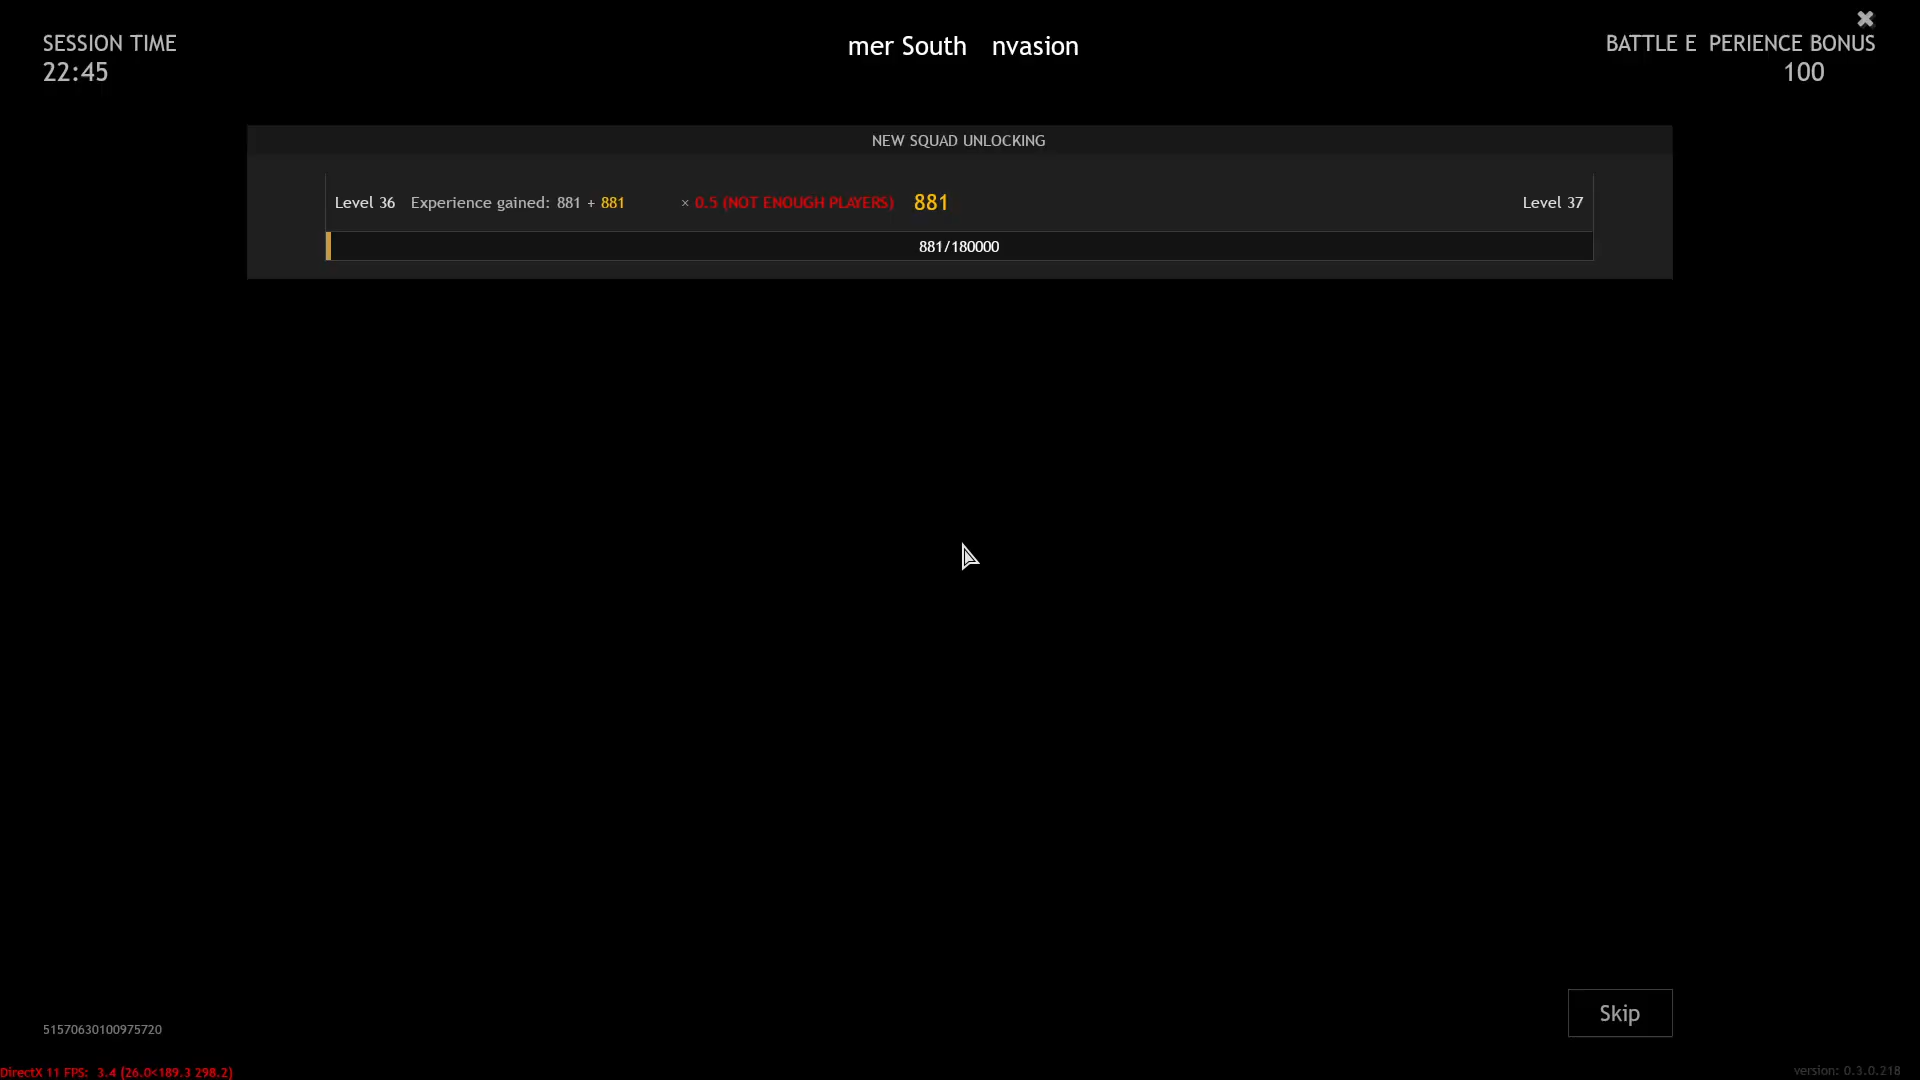 SESSION TIME
22:45
mer South nvasion
BATTLE E PERIENCE BONUS
100
NEW SQUAD UNLOCKING
Level 36 Experience gained: 881 + 881 × 0.5 (NOT ENOUGH PLAYERS) 881 Level 37
881/180000
Skip
51570630100975720
DirectX 11 FPS: 3.4 (26.0<189.3 298.2)
version: 0.3.0.218